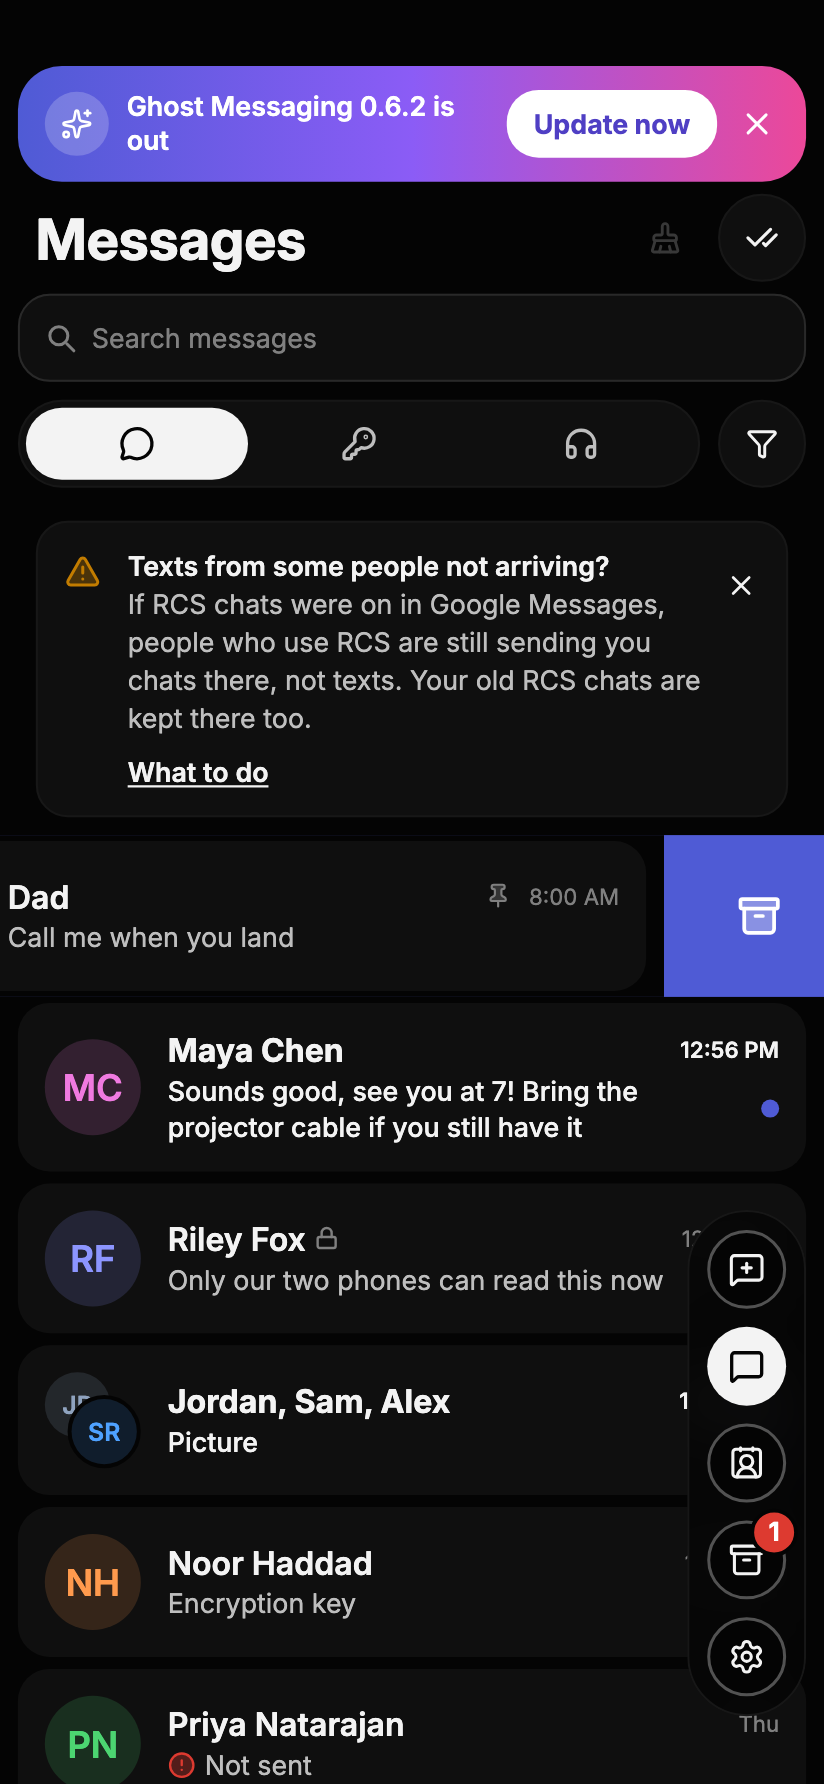 Ghost Messaging 0.6.2 is
out
Update now
Messages
Search messages
Texts from some people not arriving?
If RCS chats were on in Google Messages,
people who use RCS are still sending you
chats there, not texts. Your old RCS chats are
kept there too.
What to do
Dad
8:00 AM
Call me when you land
MC
Maya Chen
12:56 PM
Sounds good, see you at 7! Bring the
projector cable if you still have it
RF
Riley Fox
Only our two phones can read this now
SR
Jordan, Sam, Alex
Picture
NH
Noor Haddad
Encryption key
1
PN
Priya Natarajan
Thu
Not sent